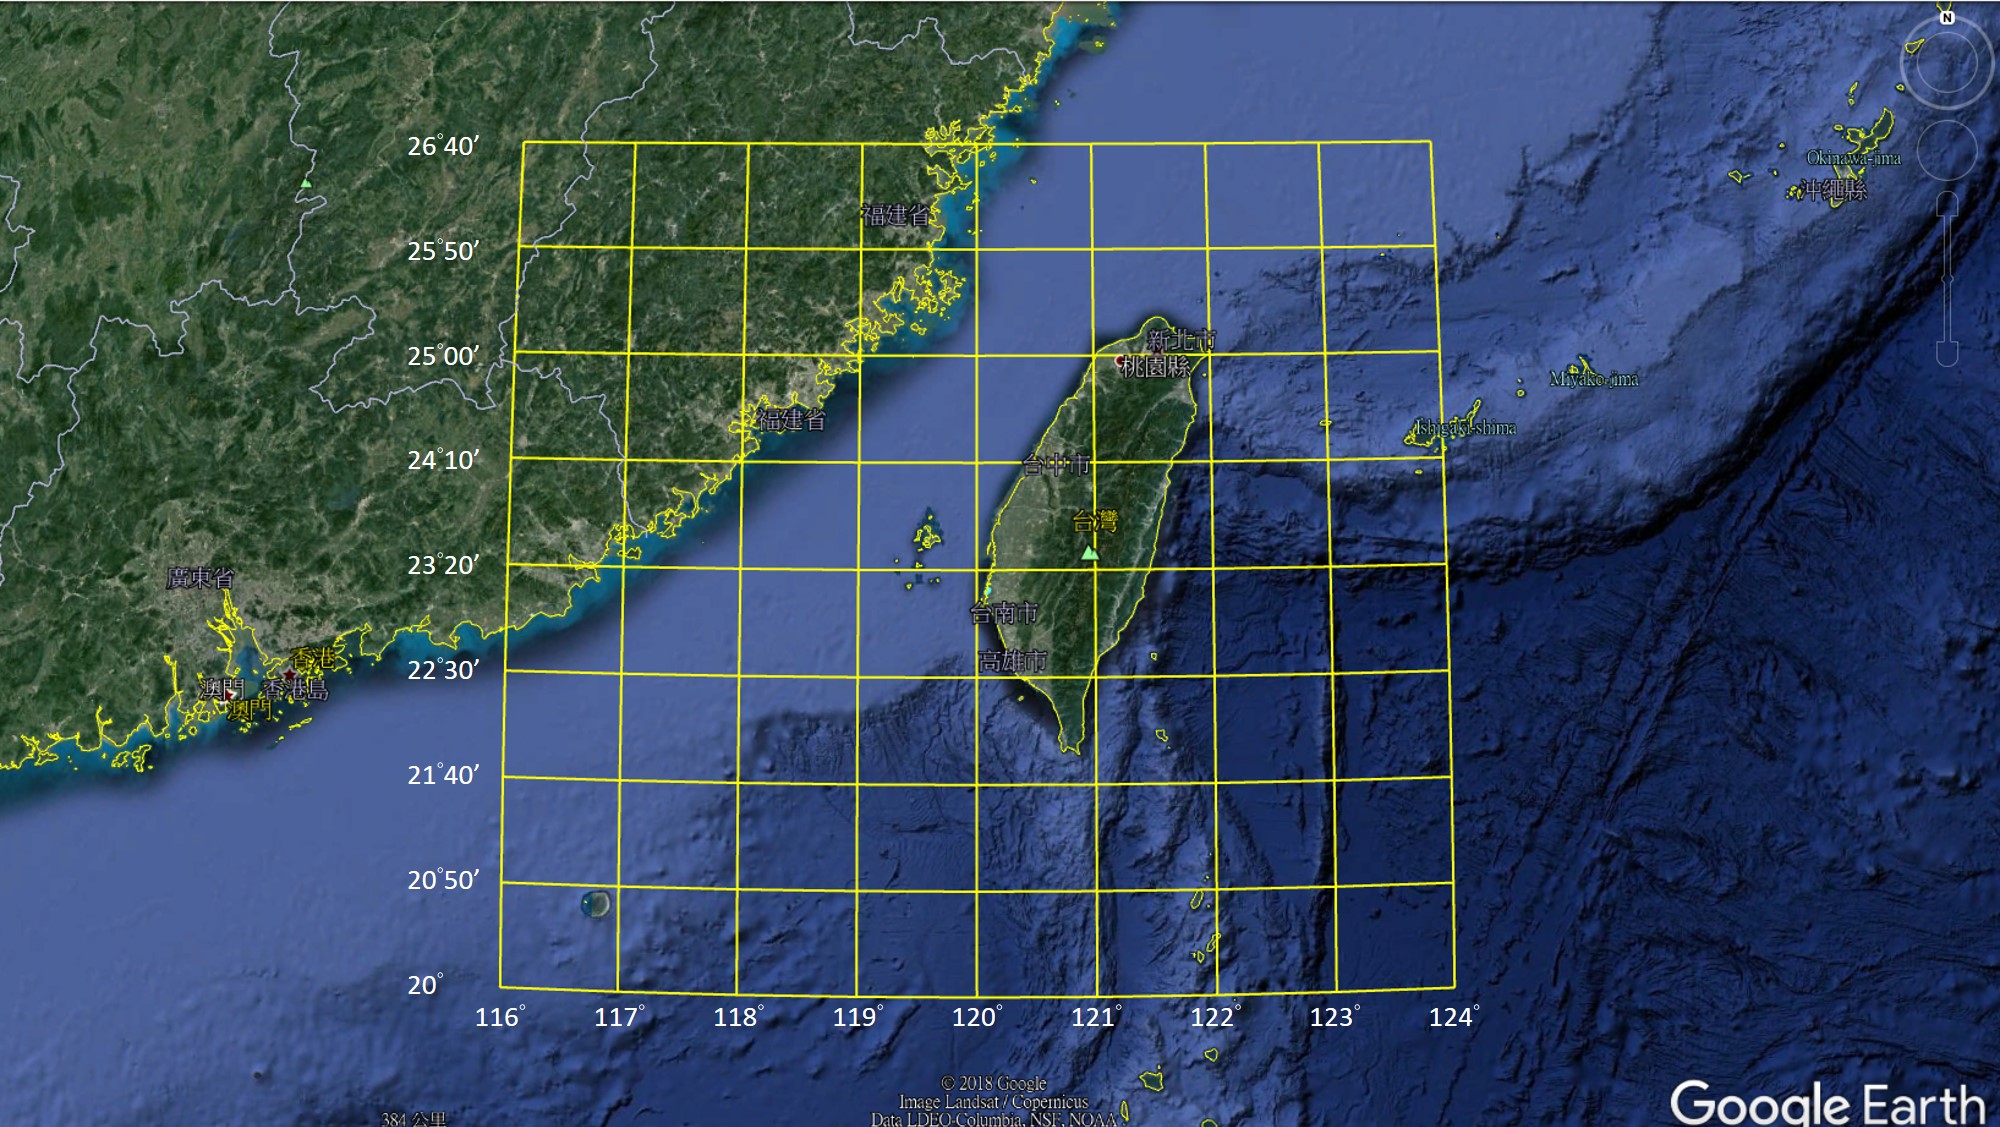 N
26°40’
Okinawa-jima
沖繩縣
福建省
25°50’
新北市
25°00’
桃園縣
Miyako-jima
福建省
Ishigaki-shima
24°10’
台中市
台灣
23°20’
廣東省
台南市
香港
高雄市
22°30’
澳門
香港島
澳門
21°40’
20°50’
20°
116° 117° 118° 119° 120° 121° 122° 123° 124°
© 2018 Google
Image Landsat / Copernicus
Data LDEO-Columbia, NSF, NOAA
384 公里
Google Earth